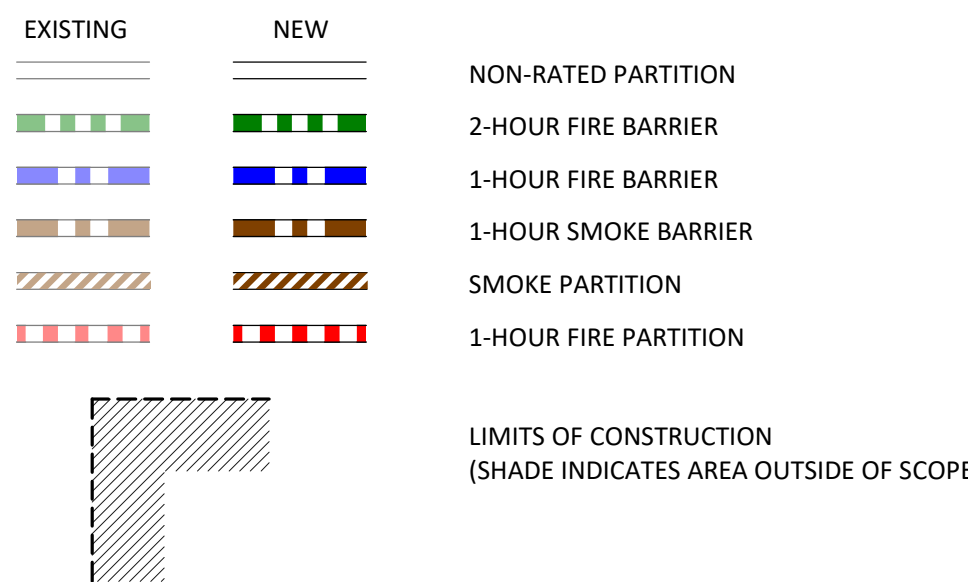 EXISTING NEW
NON-RATED PARTITION
2-HOUR FIRE BARRIER
1-HOUR FIRE BARRIER
1-HOUR SMOKE BARRIER
SMOKE PARTITION
1-HOUR FIRE PARTITION
LIMITS OF CONSTRUCTION
(SHADE INDICATES AREA OUTSIDE OF SCOPE